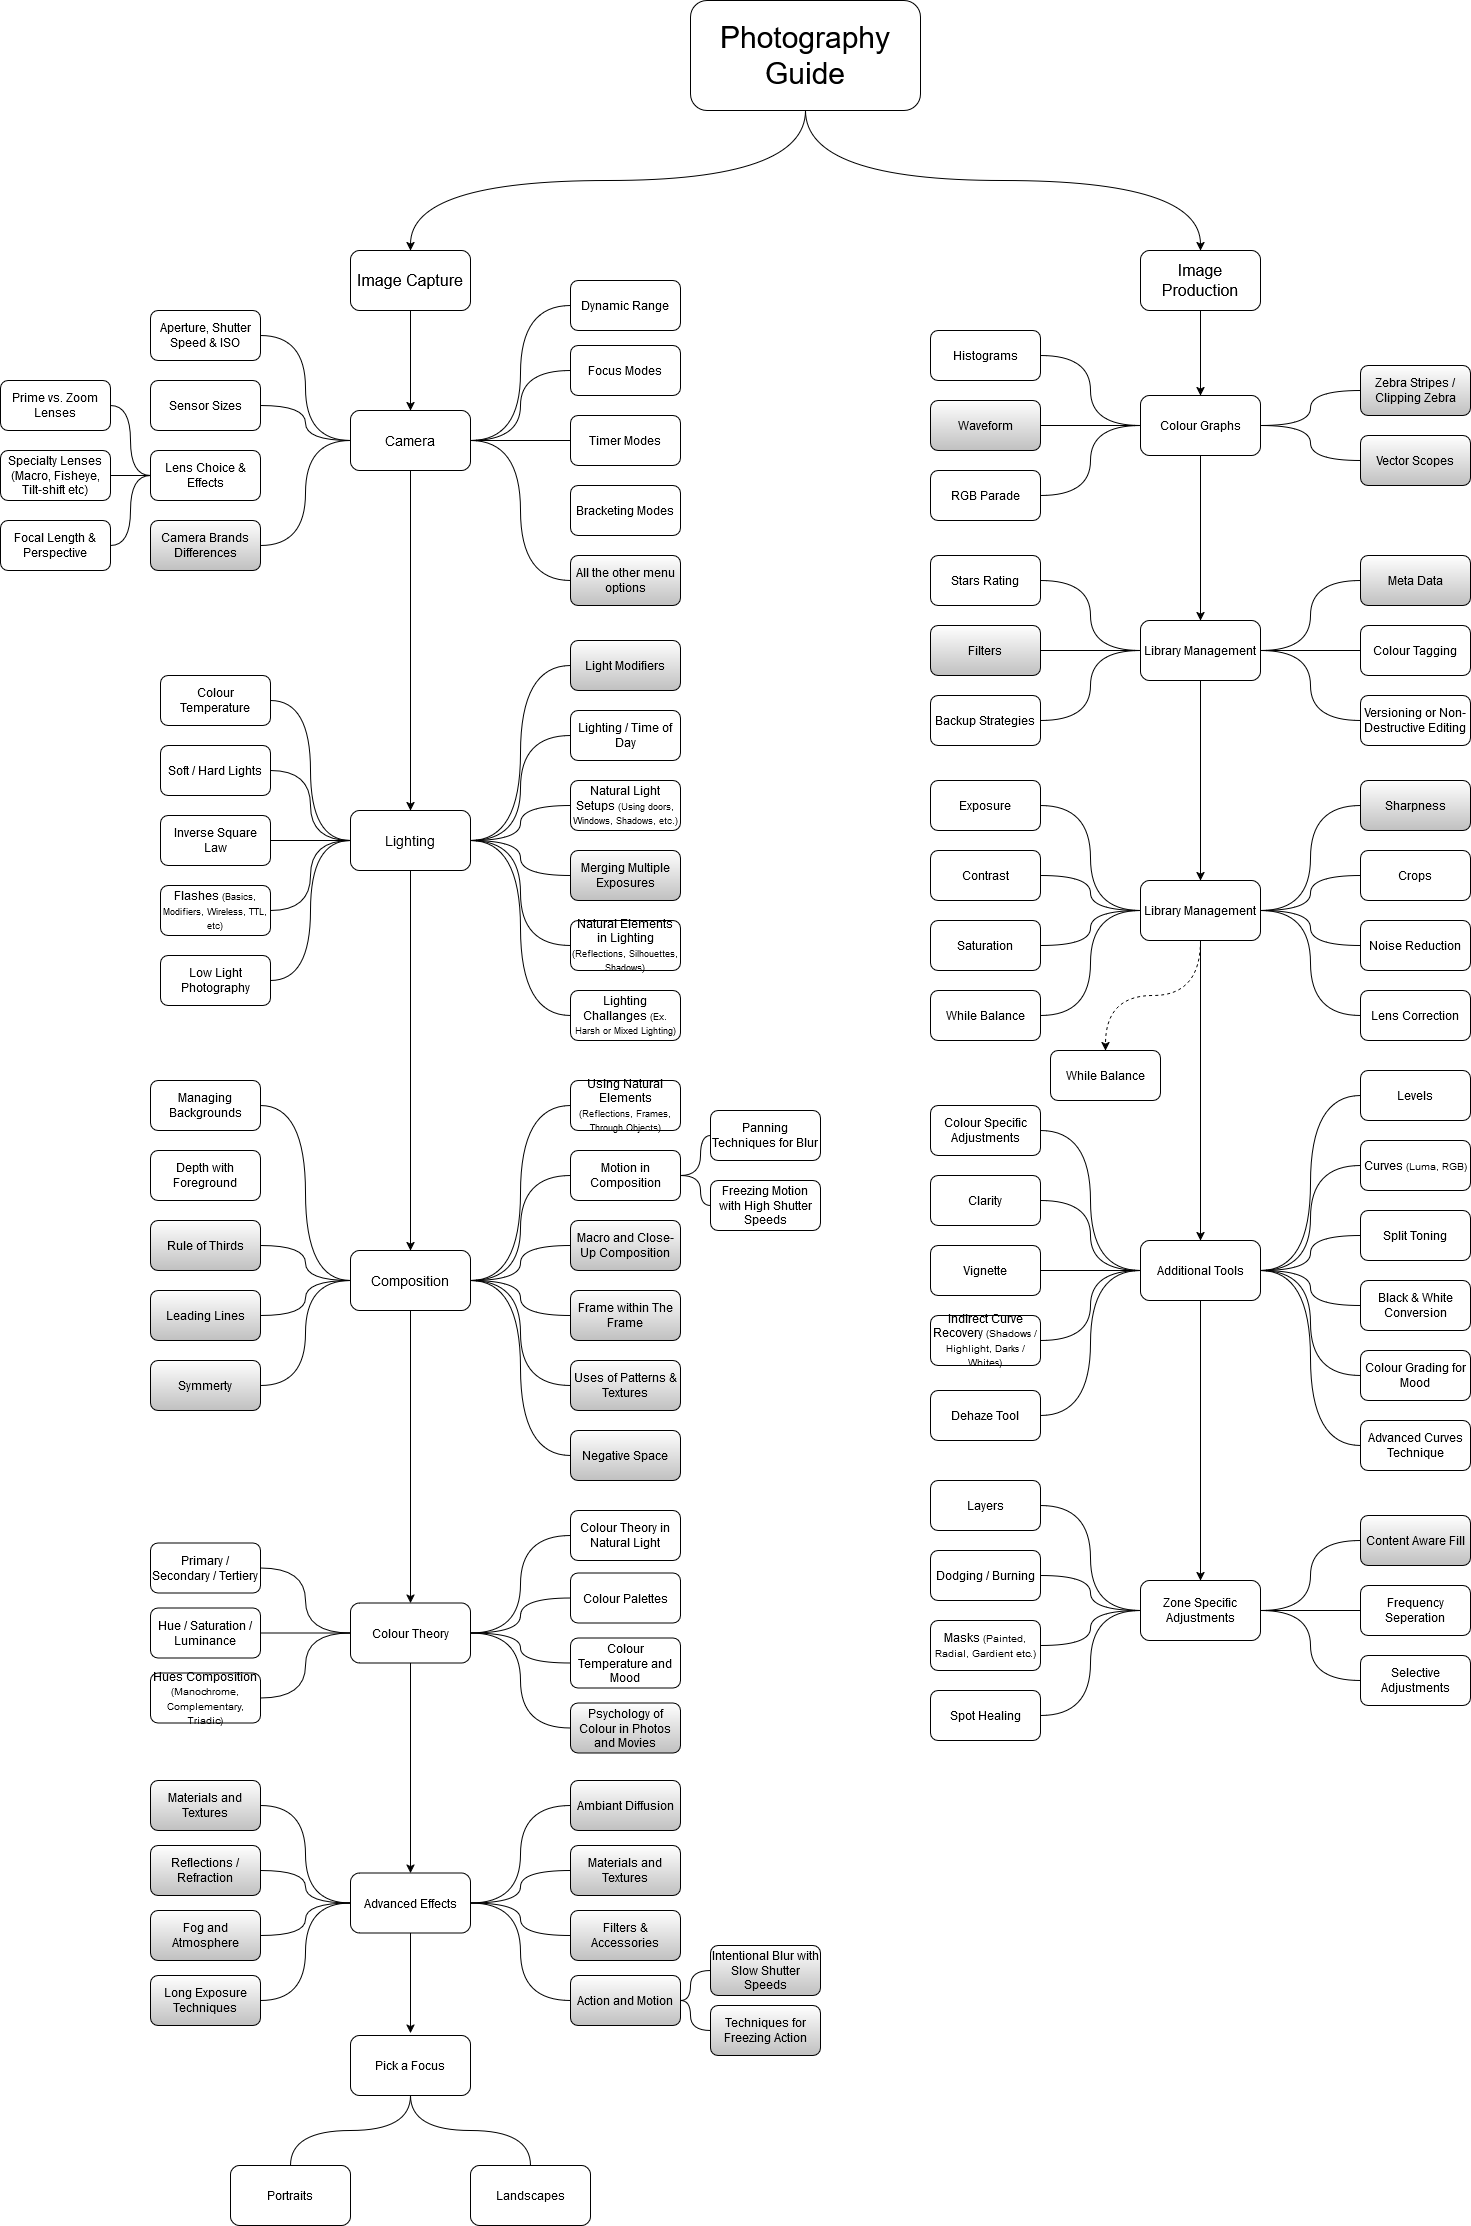 Photography
Guide
Image Capture
Aperture, Shutter
Speed & ISO
Sensor Sizes
Prime vs. Zoom
Lenses
Specialty Lenses
(Macro, Fisheye,
Tilt-shift etc)
Focal Length &
Perspective
Lens Choice &
Effects
Camera Brands
Differences
Camera
Dynamic Range
Focus Modes
Timer Modes
Bracketing Modes
All the other menu
options
Colour
Temperature
Soft / Hard Lights
Inverse Square
Law
Flashes (Basics,
Modifiers, Wireless, TTL,
etc)
Low Light
Photography
Lighting
Light Modifiers
Lighting / Time of
Day
Natural Light
Setups (Using doors,
Windows, Shadows, etc.)
Merging Multiple
Exposures
Natural Elements
in Lighting
(Reflections, Silhouettes,
Shadows)
Lighting
Challanges (Ex.
Harsh or Mixed Lighting)
Managing
Backgrounds
Depth with
Foreground
Rule of Thirds
Leading Lines
Symmerty
Composition
Using Natural
Elements
(Reflections, Frames,
Through Objects)
Motion in
Composition
Panning
Techniques for Blur
Freezing Motion
with High Shutter
Speeds
Macro and Close-
Up Composition
Frame within The
Frame
Uses of Patterns &
Textures
Negative Space
Primary /
Secondary / Tertiery
Hue / Saturation /
Luminance
Hues Composition
(Manochrome,
Complementary,
Triadic)
Colour Theory
Colour Theory in
Natural Light
Colour Palettes
Colour
Temperature and
Mood
Psychology of
Colour in Photos
and Movies
Materials and
Textures
Reflections /
Refraction
Fog and
Atmosphere
Long Exposure
Techniques
Advanced Effects
Ambiant Diffusion
Materials and
Textures
Filters &
Accessories
Action and Motion
Intentional Blur with
Slow Shutter
Speeds
Techniques for
Freezing Action
Pick a Focus
Portraits
Landscapes
Image
Production
Histograms
Waveform
RGB Parade
Colour Graphs
Zebra Stripes /
Clipping Zebra
Vector Scopes
Stars Rating
Filters
Backup Strategies
Library Management
Meta Data
Colour Tagging
Versioning or Non-
Destructive Editing
Exposure
Contrast
Saturation
While Balance
Library Management
Sharpness
Crops
Noise Reduction
Lens Correction
While Balance
Colour Specific
Adjustments
Clarity
Vignette
Indirect Curve
Recovery (Shadows /
Highlight, Darks /
Whites)
Dehaze Tool
Additional Tools
Levels
Curves (Luma, RGB)
Split Toning
Black & White
Conversion
Colour Grading for
Mood
Advanced Curves
Technique
Layers
Dodging / Burning
Masks (Painted,
Radial, Gardient etc.)
Spot Healing
Zone Specific
Adjustments
Content Aware Fill
Frequency
Seperation
Selective
Adjustments